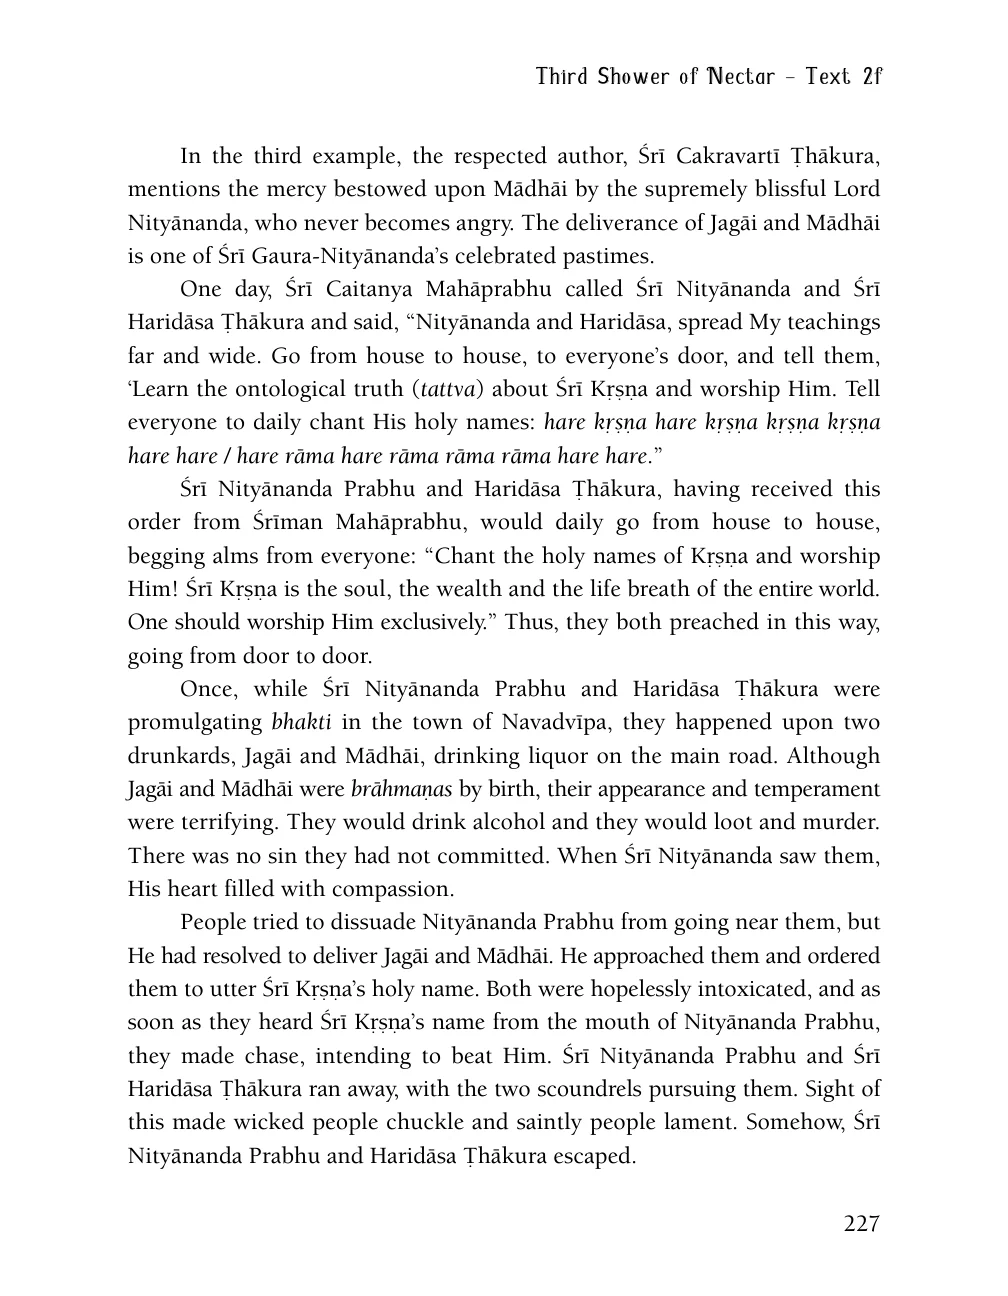 Third Shower of Nectar – Text 2f
In the third example, the respected author, Śrī Cakravartī Ṭhākura,
mentions the mercy bestowed upon Mādhāi by the supremely blissful Lord
Nityānanda, who never becomes angry. The deliverance of Jagāi and Mādhāi
is one of Śrī Gaura-Nityānanda’s celebrated pastimes.
One day, Śrī Caitanya Mahāprabhu called Śrī Nityānanda and Śrī
Haridāsa Ṭhākura and said, “Nityānanda and Haridāsa, spread My teachings
far and wide. Go from house to house, to everyone’s door, and tell them,
‘Learn the ontological truth (tattva) about Śrī Kṛṣṇa and worship Him. Tell
everyone to daily chant His holy names: hare kṛṣṇa hare kṛṣṇa kṛṣṇa kṛṣṇa
hare hare / hare rāma hare rāma rāma rāma hare hare.”
Śrī Nityānanda Prabhu and Haridāsa Ṭhākura, having received this
order from Śrīman Mahāprabhu, would daily go from house to house,
begging alms from everyone: “Chant the holy names of Kṛṣṇa and worship
Him! Śrī Kṛṣṇa is the soul, the wealth and the life breath of the entire world.
One should worship Him exclusively.” Thus, they both preached in this way,
going from door to door.
Once, while Śrī Nityānanda Prabhu and Haridāsa Ṭhākura were
promulgating bhakti in the town of Navadvīpa, they happened upon two
drunkards, Jagāi and Mādhāi, drinking liquor on the main road. Although
Jagāi and Mādhāi were brāhmaṇas by birth, their appearance and temperament
were terrifying. They would drink alcohol and they would loot and murder.
There was no sin they had not committed. When Śrī Nityānanda saw them,
His heart filled with compassion.
People tried to dissuade Nityānanda Prabhu from going near them, but
He had resolved to deliver Jagāi and Mādhāi. He approached them and ordered
them to utter Śrī Kṛṣṇa’s holy name. Both were hopelessly intoxicated, and as
soon as they heard Śrī Kṛṣṇa’s name from the mouth of Nityānanda Prabhu,
they made chase, intending to beat Him. Śrī Nityānanda Prabhu and Śrī
Haridāsa Ṭhākura ran away, with the two scoundrels pursuing them. Sight of
this made wicked people chuckle and saintly people lament. Somehow, Śrī
Nityānanda Prabhu and Haridāsa Ṭhākura escaped.
227